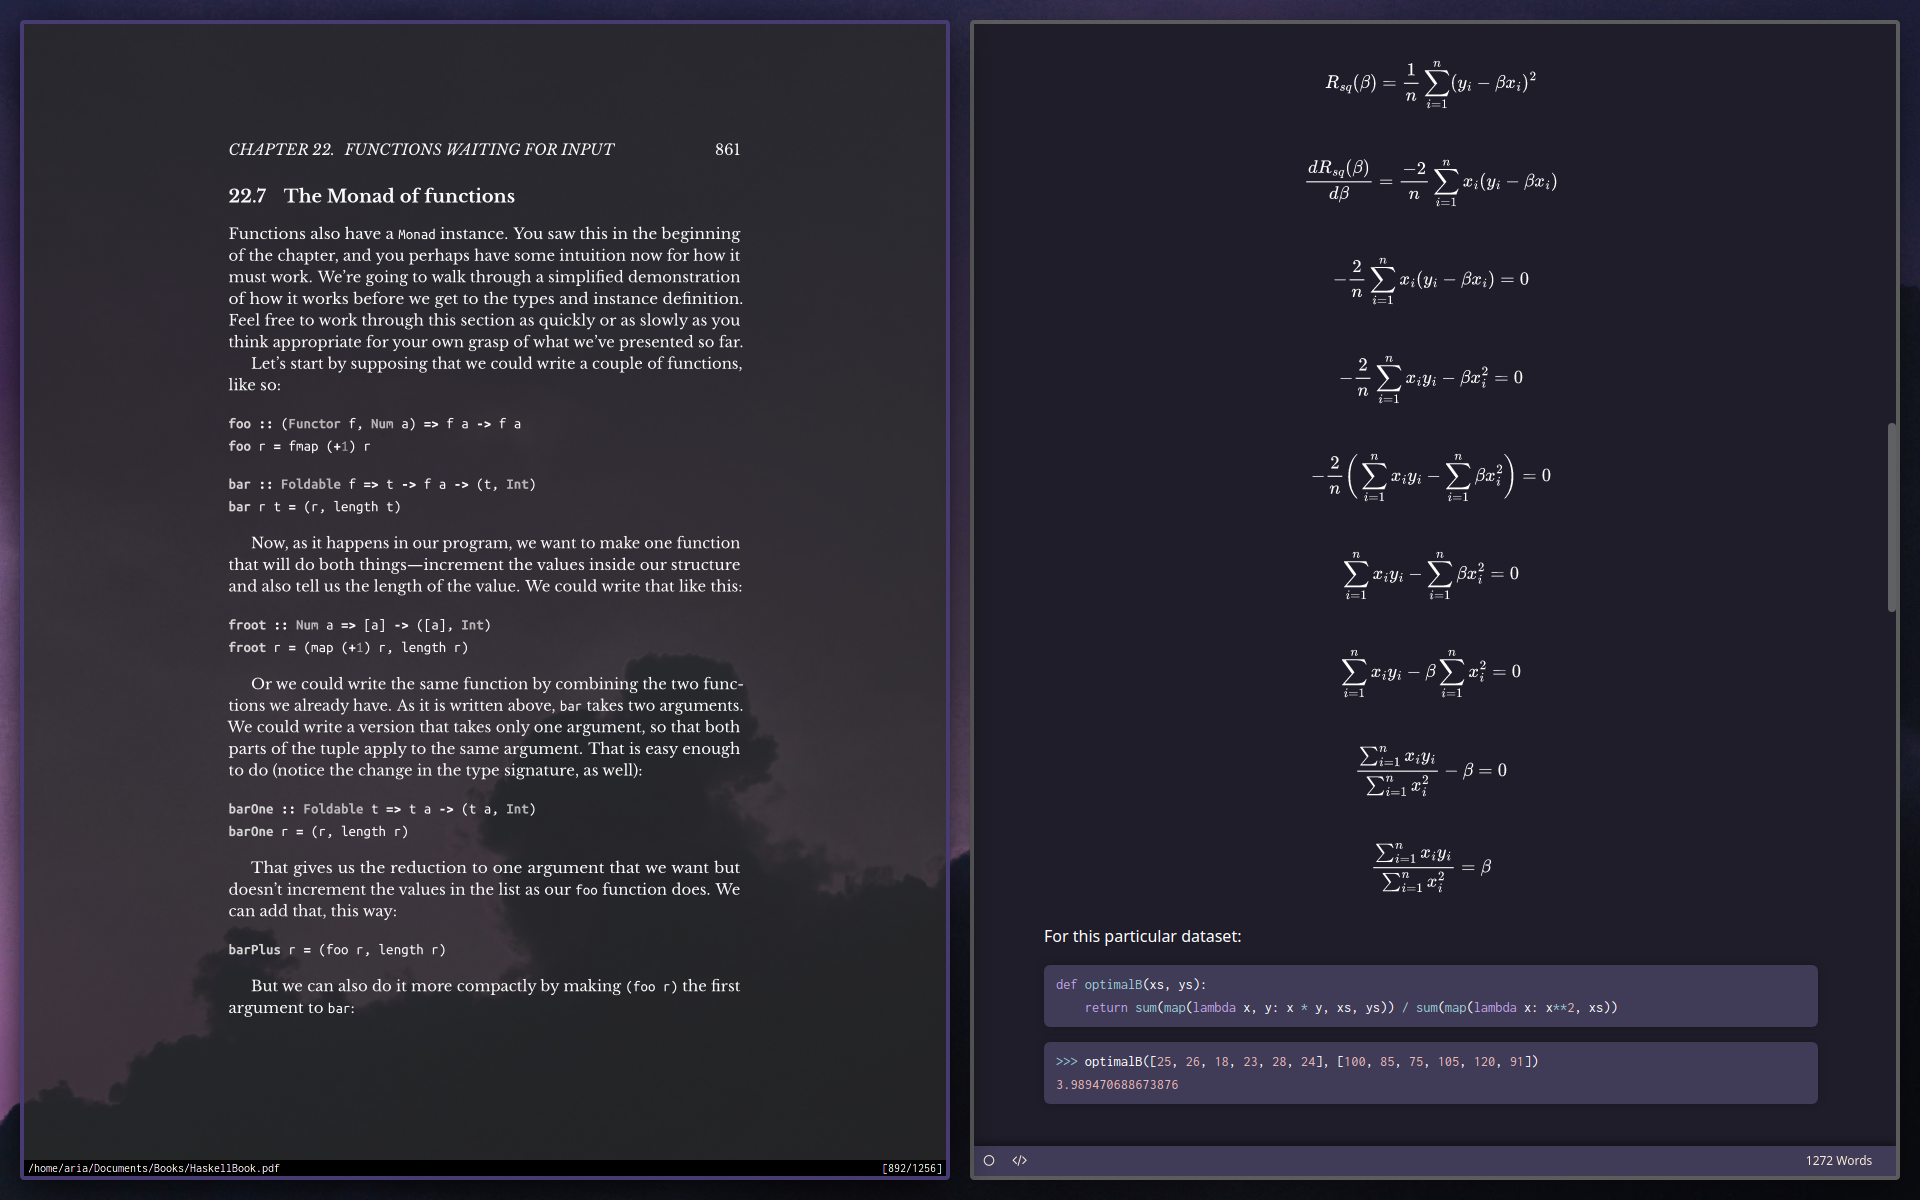 CHAPTER 22. FUNCTIONS WAITING FOR INPUT 861
22.7 The Monad of functions
Functions also have a Monad instance. You saw this in the beginning
of the chapter, and you perhaps have some intuition now for how it
must work. We're going to walk through a simplified demonstration
of how it works before we get to the types and instance definition.
Feel free to work through this section as quickly or as slowly as you
think appropriate for your own grasp of what we've presented so far.
Let's start by supposing that we could write a couple of functions,
like so:
foo :: (Functor f, Num a) => f a -> f a
foo r = fmap (+1) r
bar :: Foldable f => t -> f a -> (t, Int)
bar r t = (r, length t)
Now, as it happens in our program, we want to make one function
that will do both things—increment the values inside our structure
and also tell us the length of the value. We could write that like this:
froot :: Num a => [a] -> ([a], Int)
froot r = (map (+1) r, length r)
Or we could write the same function by combining the two func-
tions we already have. As it is written above, bar takes two arguments.
We could write a version that takes only one argument, so that both
parts of the tuple apply to the same argument. That is easy enough
to do (notice the change in the type signature, as well):
barOne :: Foldable t => t a -> (t a, Int)
barOne r = (r, length r)
That gives us the reduction to one argument that we want but
doesn't increment the values in the list as our foo function does. We
can add that, this way:
barPlus r = (foo r, length r)
But we can also do it more compactly by making (foo r) the first
argument to bar:
/home/aria/Documents/Books/HaskellBook.pdf [892/1256]
R_{sq}(β) = \frac{1}{n} \sum_{i=1}^{n} (y_i − βx_i)^2
\frac{dR_{sq}(β)}{dβ} = \frac{−2}{n} \sum_{i=1}^{n} x_i(y_i − βx_i)
−\frac{2}{n} \sum_{i=1}^{n} x_i(y_i − βx_i) = 0
−\frac{2}{n} \sum_{i=1}^{n} x_iy_i − βx_i^2 = 0
−\frac{2}{n} \left( \sum_{i=1}^{n} x_iy_i − \sum_{i=1}^{n} βx_i^2 \right) = 0
\sum_{i=1}^{n} x_iy_i − \sum_{i=1}^{n} βx_i^2 = 0
\sum_{i=1}^{n} x_iy_i − β \sum_{i=1}^{n} x_i^2 = 0
\frac{\sum_{i=1}^{n} x_iy_i}{\sum_{i=1}^{n} x_i^2} − β = 0
\frac{\sum_{i=1}^{n} x_iy_i}{\sum_{i=1}^{n} x_i^2} = β
For this particular dataset:
def optimalB(xs, ys):
    return sum(map(lambda x, y: x * y, xs, ys)) / sum(map(lambda x: x**2, xs))
>>> optimalB([25, 26, 18, 23, 28, 24], [100, 85, 75, 105, 120, 91])
3.989470688673876
</> 1272 Words